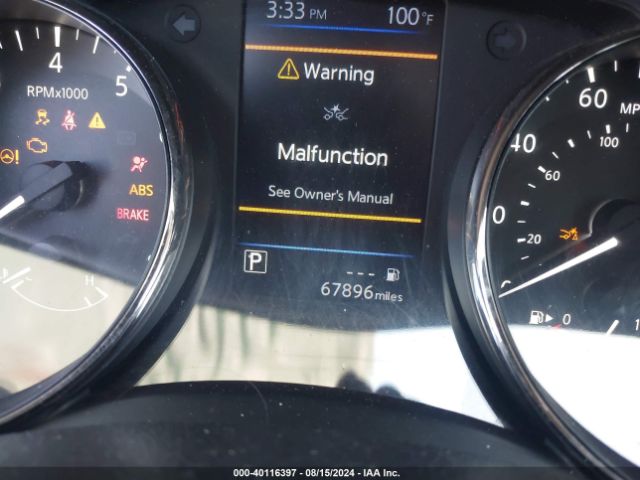 3:33 PM 100°F
Warning
Malfunction
See Owner's Manual
P
---
67896 miles
4 5
RPMx1000
ABS
BRAKE
H
60 MP
40 100
60
20
0
1
000-40116397 - 08/15/2024 - IAA Inc.